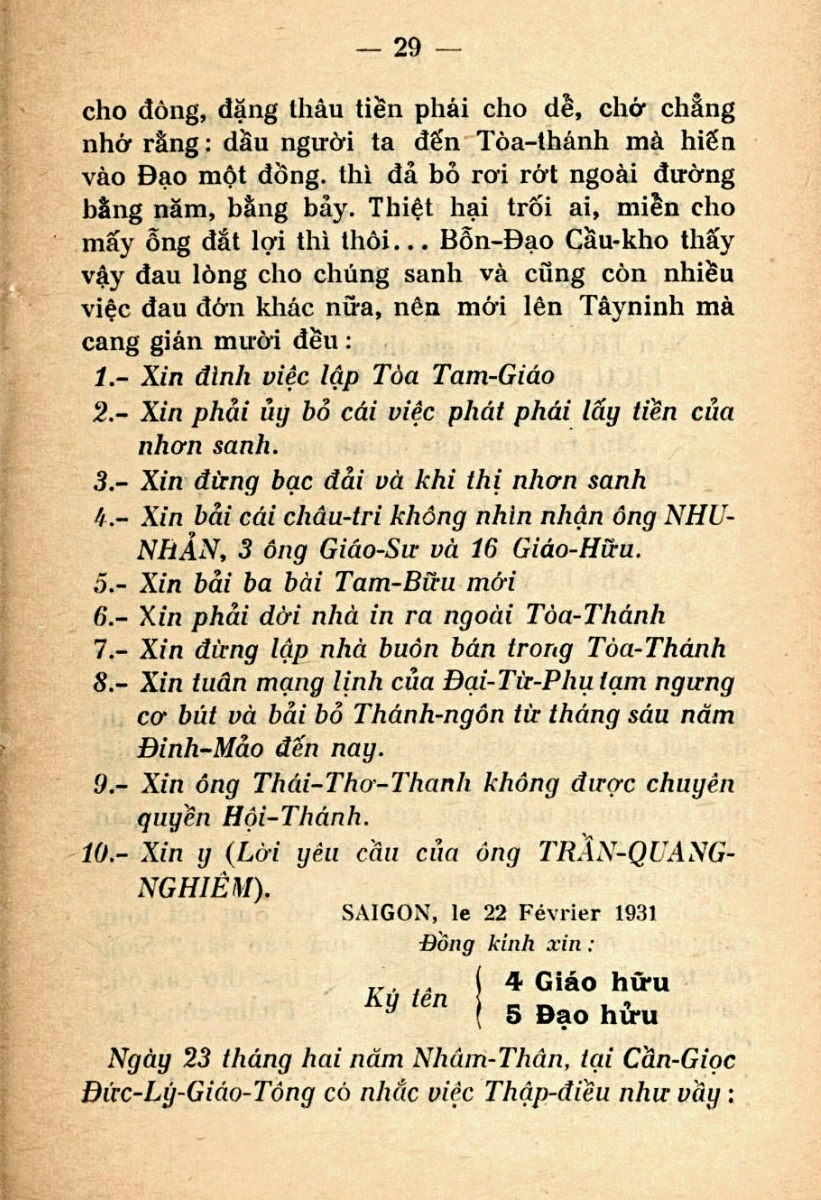 — 29 —
cho đông, đặng thâu tiền phái cho dễ, chớ chẳng
nhớ rằng: dầu người ta đến Tòa-thánh mà hiến
vào Đạo một đồng. thì đả bỏ rơi rớt ngoài đường
bằng năm, bằng bảy. Thiệt hại trối ai, miền cho
mấy ỗng đắt lợi thì thôi... Bỗn-Đạo Cầu-kho thấy
vậy đau lòng cho chúng sanh và cũng còn nhiều
việc đau đớn khác nữa, nên mới lên Tâyninh mà
cang gián mười đều:
1.- Xin đình việc lập Tòa Tam-Giáo
2.- Xin phải ủy bỏ cái việc phát phái lấy tiền của
nhơn sanh.
3.- Xin đừng bạc đải và khi thị nhơn sanh
4.- Xin bải cái châu-tri không nhìn nhận ông NHU-
NHẢN, 3 ông Giáo-Sư và 16 Giáo-Hữu.
5.- Xin bải ba bài Tam-Bữu mới
6.- Xin phải dời nhà in ra ngoài Tòa-Thánh
7.- Xin đừng lập nhà buôn bán trong Tòa-Thánh
8.- Xin tuân mạng lịnh của Đại-Từ-Phụ tạm ngưng
cơ bút và bải bỏ Thánh-ngôn từ tháng sáu năm
Đinh-Mảo đến nay.
9.- Xin ông Thái-Thơ-Thanh không được chuyên
quyền Hội-Thánh.
10.- Xin y (Lời yêu cầu của ông TRẦN-QUANG-
NGHIÊM).
SAIGON, le 22 Février 1931
Đồng kinh xin:
Ký tên { 4 Giáo hữu
5 Đạo hửu
Ngày 23 tháng hai năm Nhâm-Thân, tại Cần-Giọc
Đức-Lý-Giáo-Tông có nhắc việc Thập-điều như vầy: